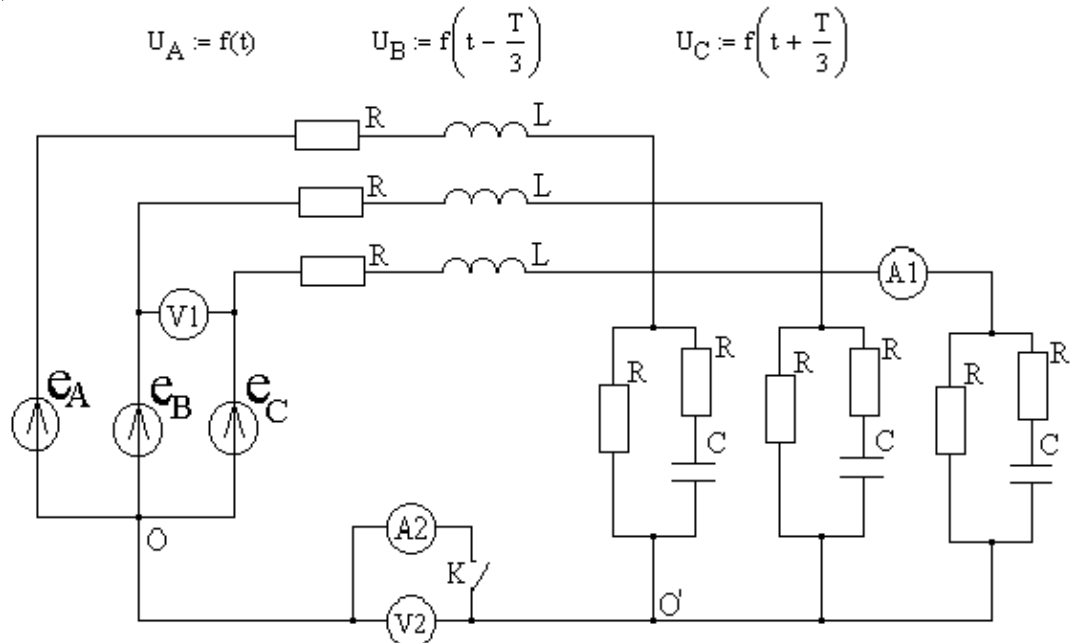 U_A := f(t) U_B := f(t - T/3) U_C := f(t + T/3)
R L
R L
R L
A1
V1
R R R
R R R
e_A e_B e_C
C C C
O
A2
K
V2
O'